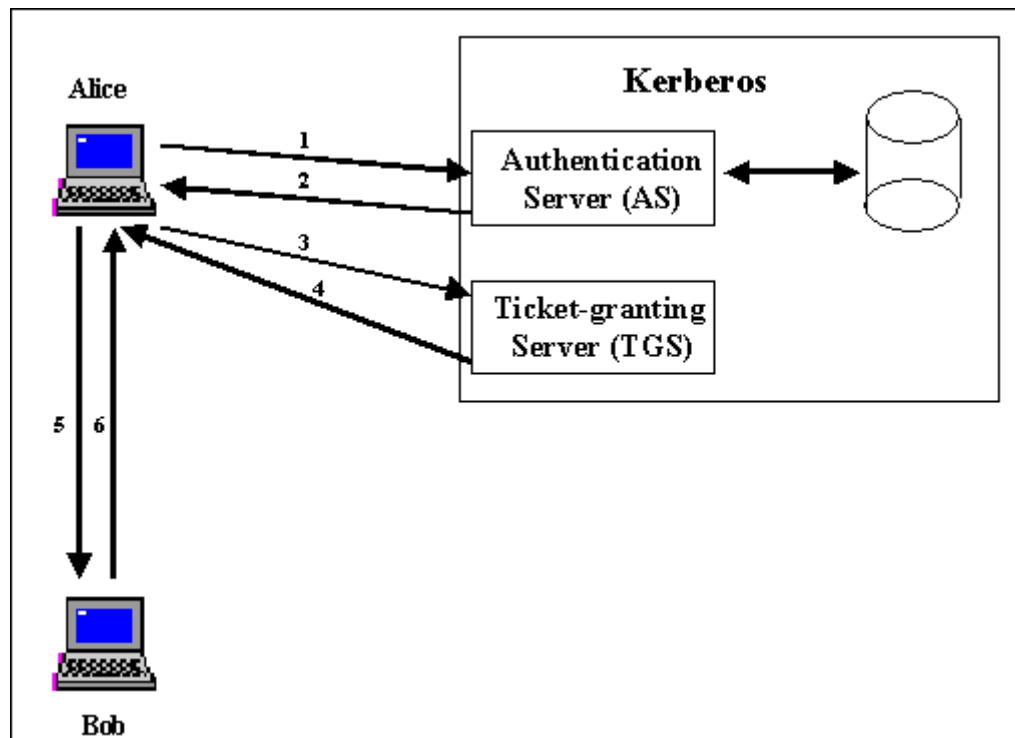 Kerberos
Alice
1
Authentication
Server (AS)
2
3
4
Ticket-granting
Server (TGS)
5
6
Bob